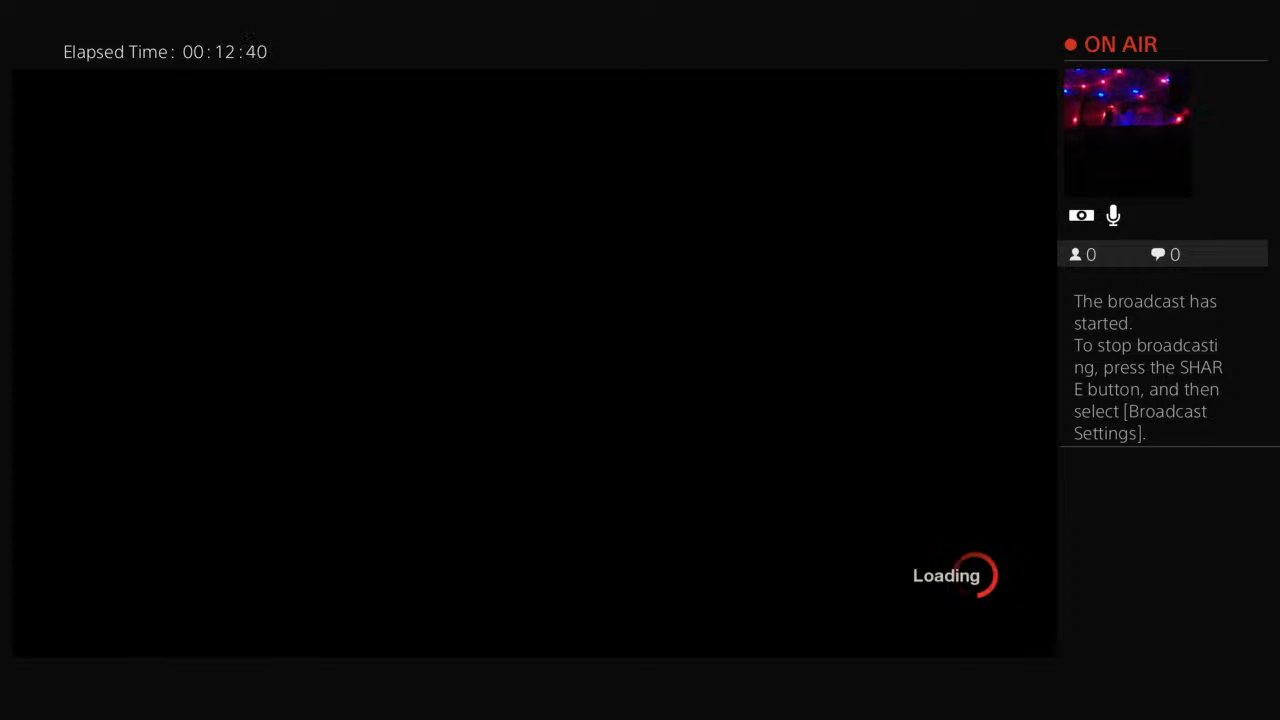 Elapsed Time: 00:12:40
ON AIR
0 0
The broadcast has
started.
To stop broadcasti
ng, press the SHAR
E button, and then
select [Broadcast
Settings].
Loading